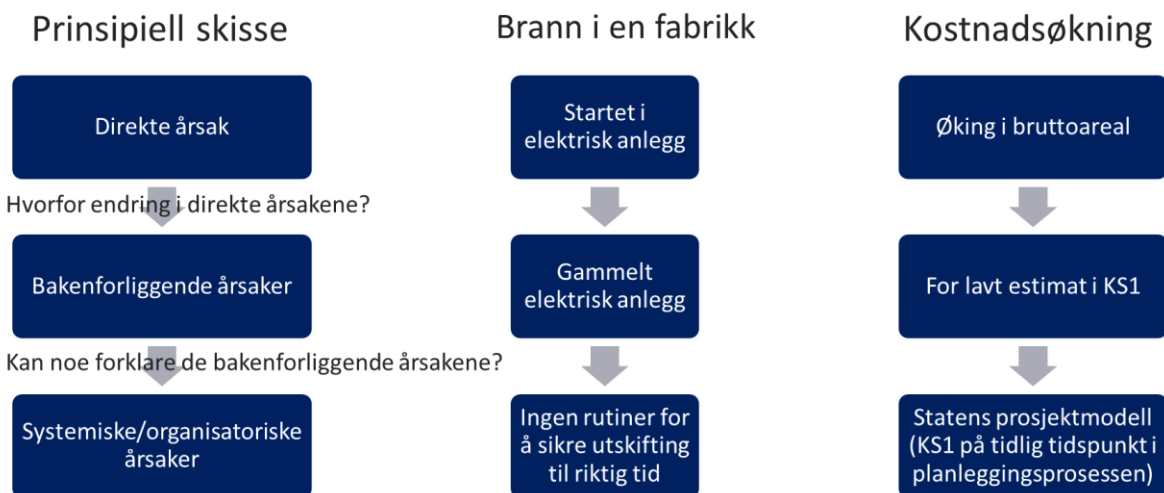 Prinsipiell skisse
Brann i en fabrikk
Kostnadsøkning
Direkte årsak
Startet i
elektrisk anlegg
Øking i bruttoareal
Hvorfor endring i direkte årsakene?
Bakenforliggende årsaker
Gammelt
elektrisk anlegg
For lavt estimat i KS1
Kan noe forklare de bakenforliggende årsakene?
Systemiske/organisatoriske
årsaker
Ingen rutiner for
å sikre utskifting
til riktig tid
Statens prosjektmodell
(KS1 på tidlig tidspunkt i
planleggingsprosessen)